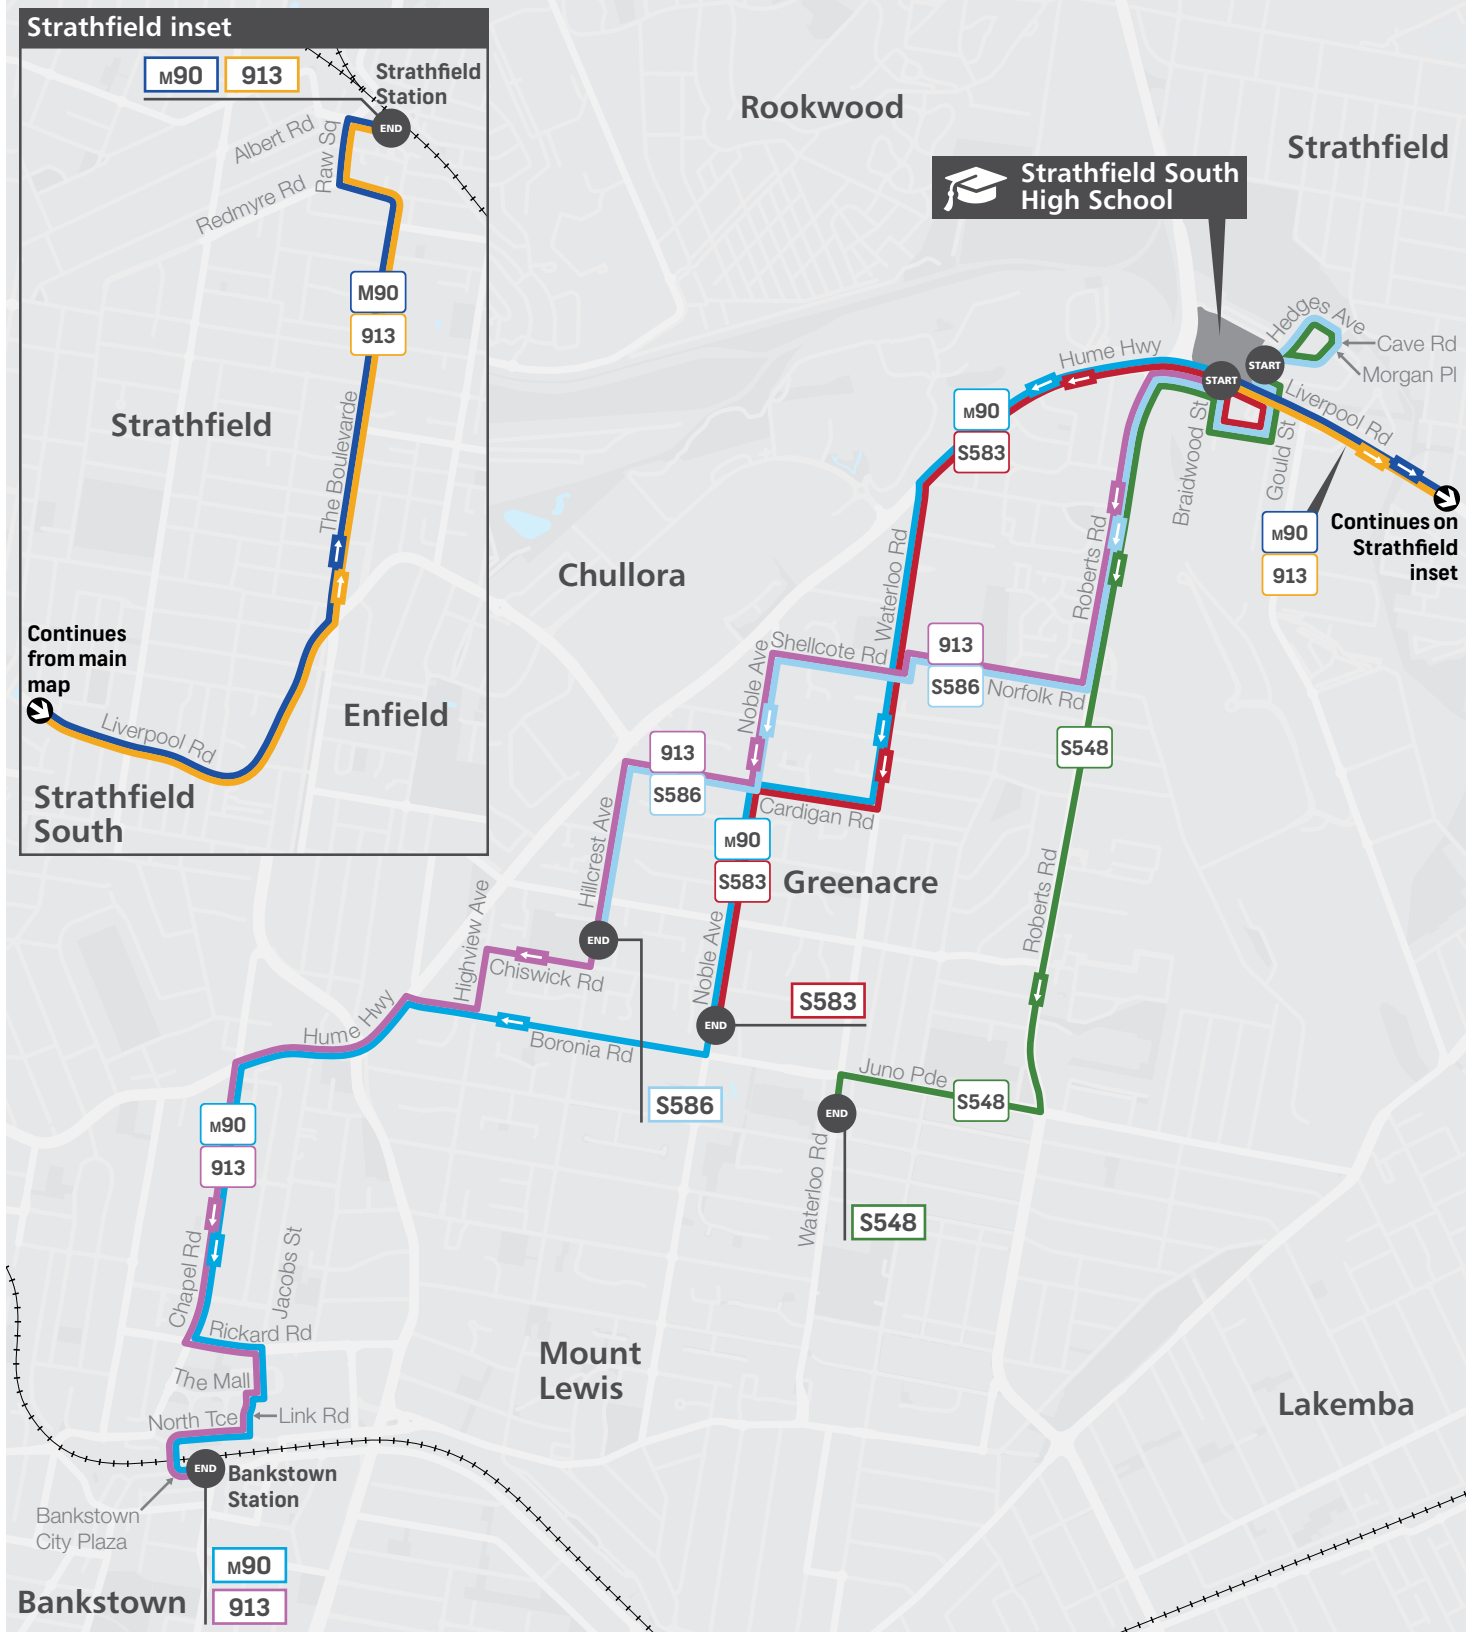 Strathfield inset
M90
913
Strathfield
Station
END
Albert Rd
Raw Sq
Redmyre Rd
M90
913
Strathfield
The Boulevarde
Continues
from main
map
Liverpool Rd
Enfield
Strathfield
South
Rookwood
Strathfield
Strathfield South
High School
Hedges Ave
Cave Rd
Morgan Pl
START
START
Hume Hwy
Liverpool Rd
Braidwood St
Gould St
M90
S583
Continues on
Strathfield
inset
M90
913
Chullora
Waterloo Rd
Roberts Rd
Shellcote Rd
913
S586
Norfolk Rd
Noble Ave
S548
913
S586
Cardigan Rd
Hillcrest Ave
M90
S583
Greenacre
Roberts Rd
Highview Ave
END
Chiswick Rd
Noble Ave
S583
END
Hume Hwy
Boronia Rd
Juno Pde
S548
S586
END
M90
913
Waterloo Rd
S548
Chapel Rd
Jacobs St
Rickard Rd
The Mall
Mount
Lewis
North Tce
Link Rd
Lakemba
END
Bankstown
Station
Bankstown
City Plaza
M90
913
Bankstown